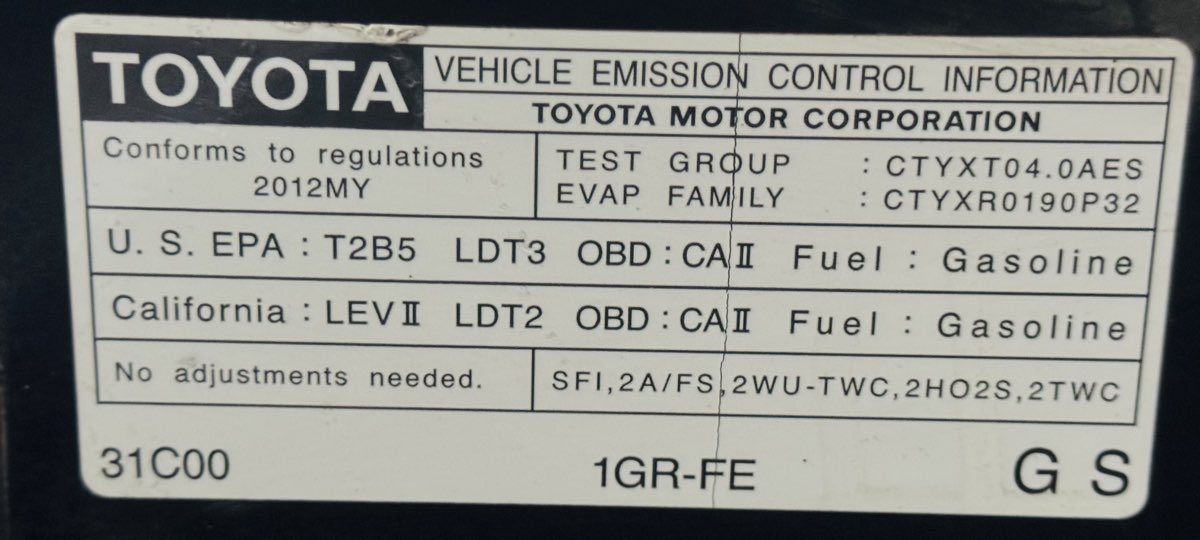 TOYOTA
VEHICLE EMISSION CONTROL INFORMATION
TOYOTA MOTOR CORPORATION
Conforms to regulations
2012MY
TEST GROUP : CTYXT04.0AES
EVAP FAMILY : CTYXR0190P32
U. S. EPA : T2B5 LDT3 OBD : CAⅡ Fuel : Gasoline
California : LEVⅡ LDT2 OBD : CAⅡ Fuel : Gasoline
No adjustments needed.
SFI,2A/FS,2WU-TWC,2HO2S,2TWC
31C00
1GR-FE
G S